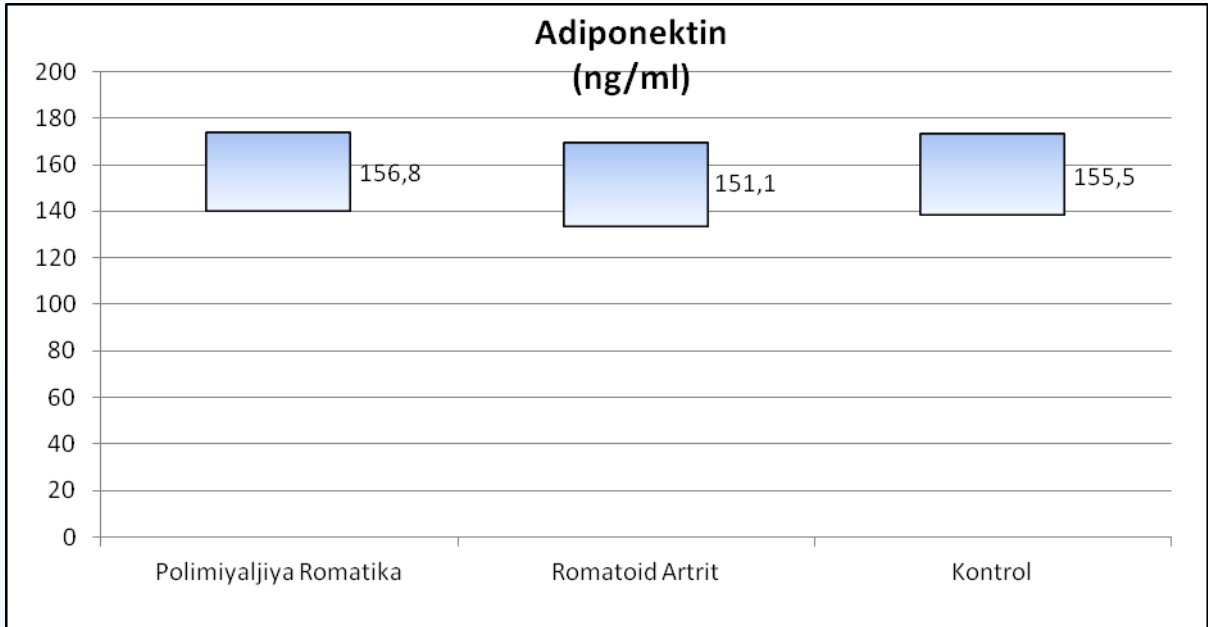 Adiponektin
(ng/ml)
200
180
160
140
120
100
80
60
40
20
0
156,8
151,1
155,5
Polimiyaljiya Romatika
Romatoid Artrit
Kontrol